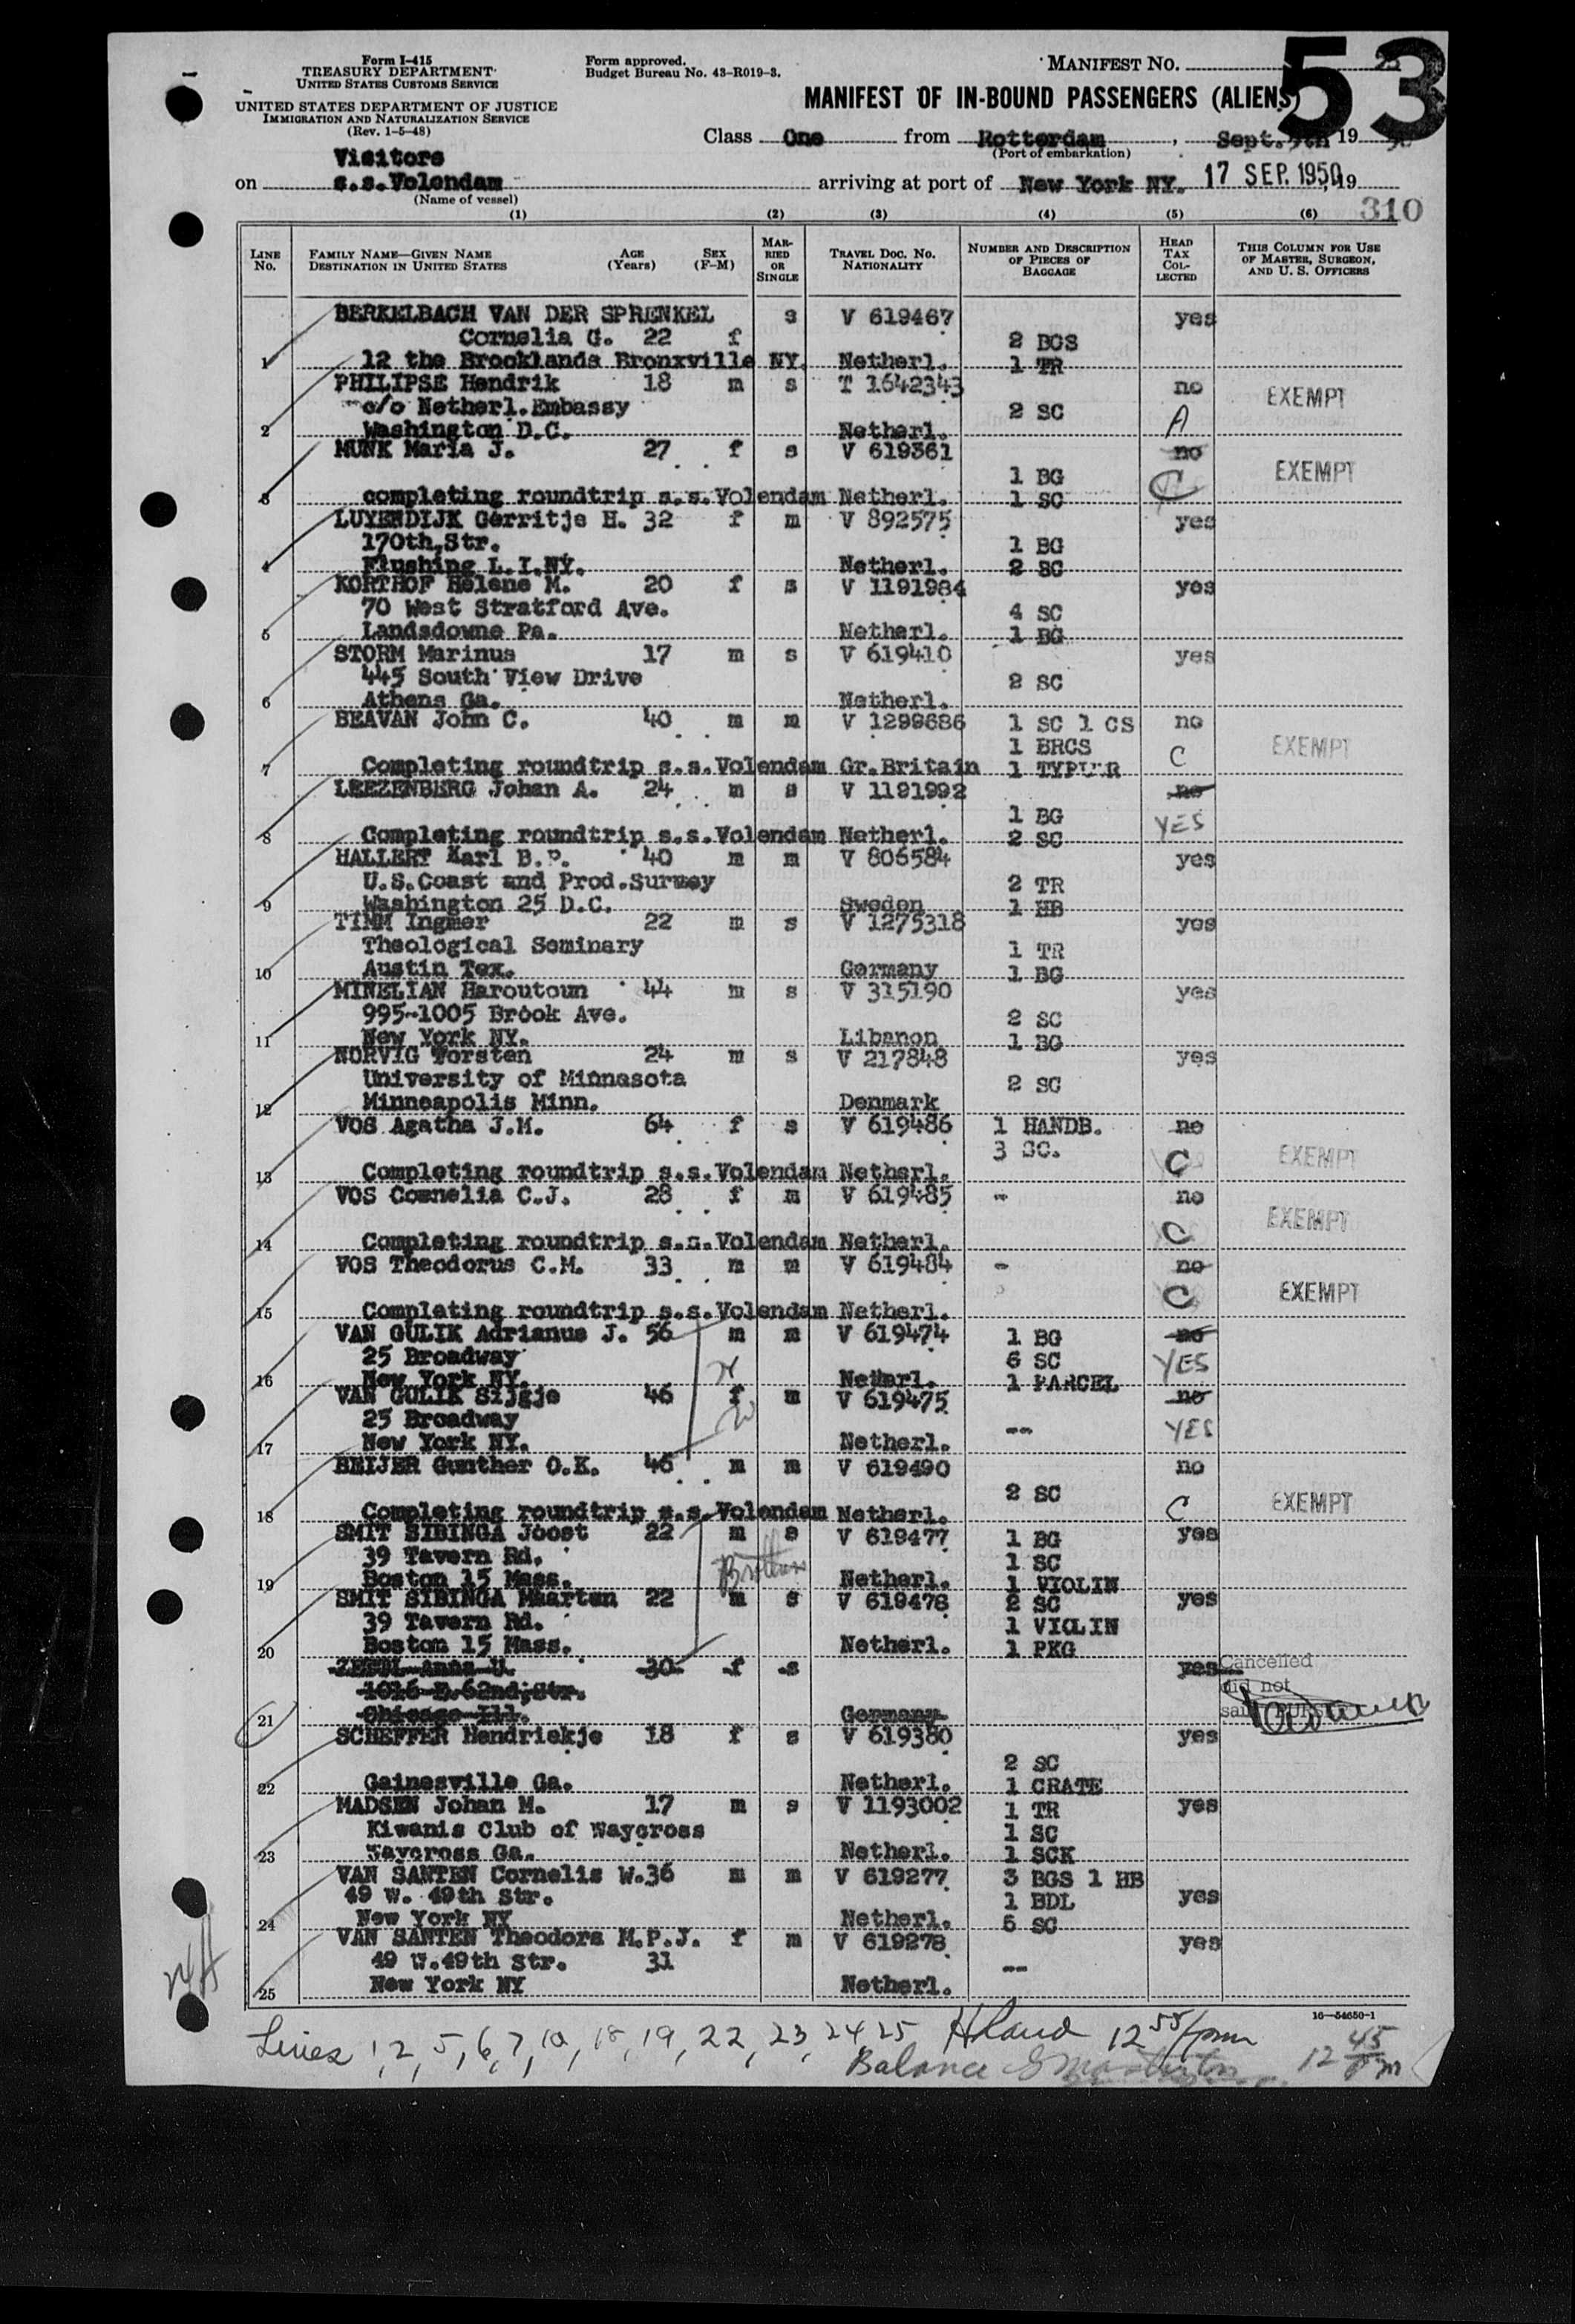 Form I-415
TREASURY DEPARTMENT
UNITED STATES CUSTOMS SERVICE
UNITED STATES DEPARTMENT OF JUSTICE
IMMIGRATION AND NATURALIZATION SERVICE
(Rev. 1-5-48)
Form approved.
Budget Bureau No. 43-R019-3.
MANIFEST NO.
53
MANIFEST OF IN-BOUND PASSENGERS (ALIENS)
Class One from Rotterdam, Sept. 9th 19
(Port of embarkation)
Visitors
on s.s.Volendam arriving at port of New York NY. 17 SEP. 1950, 19
(Name of vessel)
(1) (2) (3) (4) (5) (6) 310
LINE No. FAMILY NAME—GIVEN NAME DESTINATION IN UNITED STATES AGE (Years) SEX (F-M) MARRIED OR SINGLE TRAVEL DOC. NO. NATIONALITY NUMBER AND DESCRIPTION OF PIECES OF BAGGAGE HEAD TAX COLLECTED THIS COLUMN FOR USE OF MASTER, SURGEON, AND U. S. OFFICERS
BERKELBACH VAN DER SPRENKEL s V 619467 yes
Cornelia G. 22 f 2 BGS
1 12 the Brooklands Bronxville NY. Netherl. 1 TR
PHILIPSE Hendrik 18 m s T 1642343 no EXEMPT
c/o Netherl.Embassy 2 SC A
2 Washington D.C. Netherl.
MUNK Maria J. 27 f s V 619361 no EXEMPT
1 BG C
3 completing roundtrip s.s.Volendam Netherl. 1 SC
LUYENDIJK Gerritje H. 32 f m V 892575 yes
170th,Str. 1 BG
4 Flushing L.I.NY. Netherl. 2 SC
KORTHOF Helene M. 20 f s V 1191984 yes
70 West Stratford Ave. 4 SC
5 Landsdowne Pa. Netherl. 1 BG
STORM Marinus 17 m s V 619410 yes
445 South View Drive 2 SC
6 Athens Ga. Netherl.
BEAVAN John C. 40 m m V 1299686 1 SC 1 CS no
1 BRCS C EXEMPT
7 Completing roundtrip s.s.Volendam Gr.Britain 1 TYPWR
LEEZENBERG Johan A. 24 m s V 1191992 no
1 BG YES
8 Completing roundtrip s.s.Volendam Netherl. 2 SC
HALLERT Karl B.P. 40 m m V 806584 yes
U.S.Coast and Prod.Survey 2 TR
9 Washington 25 D.C. Sweden 1 HB
TIMM Ingmer 22 m s V 1275318 yes
Theological Seminary 1 TR
10 Austin Tex. Germany 1 BG
MINELIAN Haroutoun 44 m s V 315190 yes
995-1005 Brook Ave. 2 SC
11 New York NY. Libanon 1 BG
NORVIG Torsten 24 m s V 217848 yes
University of Minnasota 2 SC
12 Minneapolis Minn. Denmark
VOS Agatha J.M. 64 f s V 619486 1 HANDB. no
3 SC. C EXEMPT
13 Completing roundtrip s.s.Volendam Netherl.
VOS Cornelia C.J. 28 f m V 619485 - no
C EXEMPT
14 Completing roundtrip s.s.Volendam Netherl.
VOS Theodorus C.M. 33 m m V 619484 - no
C EXEMPT
15 Completing roundtrip s.s.Volendam Netherl.
VAN GULIK Adrianus J. 56 m m V 619474 1 BG no
25 Broadway H 6 SC YES
16 New York NY. Netherl. 1 PARCEL
VAN GULIK Sijgje 46 f m V 619475 no
25 Broadway W -- YES
17 New York NY. Netherl.
BEIJER Gunther O.K. 46 m m V 619490 no
2 SC C EXEMPT
18 Completing roundtrip s.s.Volendam Netherl.
SMIT SIBINGA Joost 22 m s V 619477 1 BG yes
39 Tavern Rd. Brothers 1 SC
19 Boston 15 Mass. Netherl. 1 VIOLIN
SMIT SIBINGA Maarten 22 m s V 619478 2 SC yes
39 Tavern Rd. 1 VIOLIN
20 Boston 15 Mass. Netherl. 1 PKG
Anna U. 30 f s yes Cancelled
1016 E.62nd;Str. did not
21 Chicago Ill. Germany sail
SCHEFFER Hendriekje 18 f s V 619380 yes
2 SC
22 Gainesville Ga. Netherl. 1 CRATE
MADSEN Johan M. 17 m s V 1193002 1 TR yes
Kiwanis Club of Waycross 1 SC
23 Waycross Ga. Netherl. 1 SCK
VAN SANTEN Cornelis W.36 m m V 619277 3 BGS 1 HB
49 W. 49th Str. 1 BDL yes
24 New York NY Netherl. 6 SC
VAN SANTEN Theodora M.P.J. f m V 619278 yes
49 W.49th Str. 31 --
25 New York NY Netherl.
16—54650-1
Lines 1, 2, 5, 6, 7, 10, 18, 19, 22, 23, 24, 25 1255/pm
Balance 12 45/pm